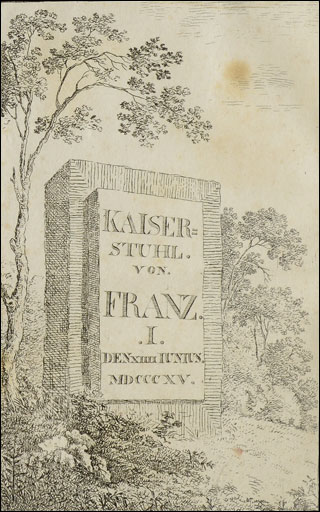 KAISER=
STUHL.
VON.
FRANZ.
.I.
DEN XIIII IUNIUS.
MDCCCXV.